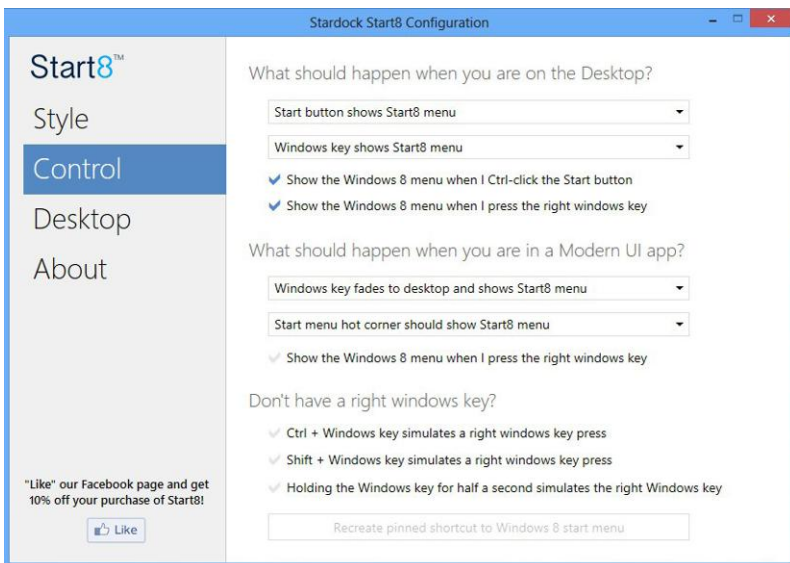 Stardock Start8 Configuration
Start8™
Style
Control
Desktop
About
"Like" our Facebook page and get
10% off your purchase of Start8!
Like
What should happen when you are on the Desktop?
Start button shows Start8 menu
Windows key shows Start8 menu
Show the Windows 8 menu when I Ctrl-click the Start button
Show the Windows 8 menu when I press the right windows key
What should happen when you are in a Modern UI app?
Windows key fades to desktop and shows Start8 menu
Start menu hot corner should show Start8 menu
Show the Windows 8 menu when I press the right windows key
Don't have a right windows key?
Ctrl + Windows key simulates a right windows key press
Shift + Windows key simulates a right windows key press
Holding the Windows key for half a second simulates the right Windows key
Recreate pinned shortcut to Windows 8 start menu